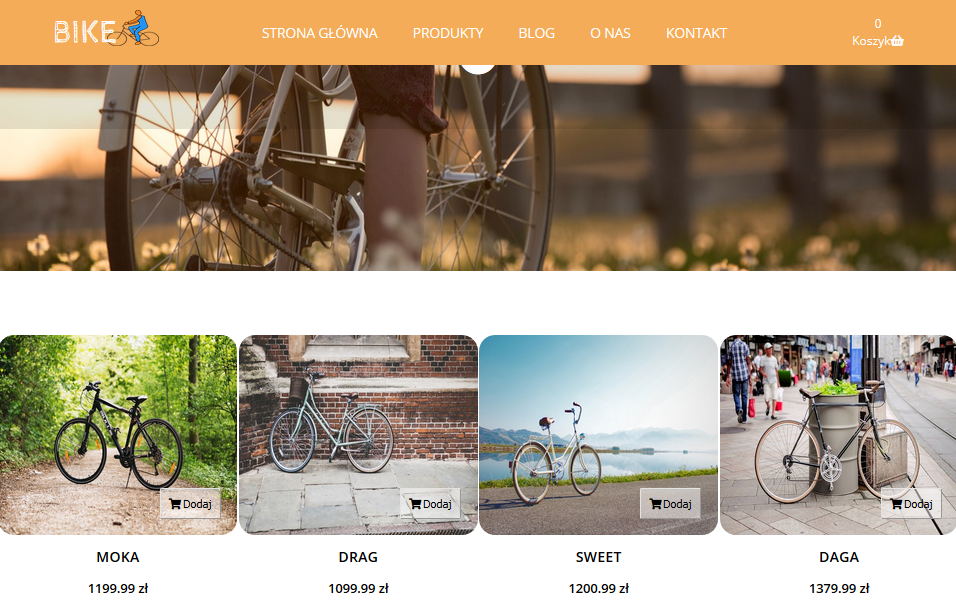 BIKE
STRONA GŁÓWNA PRODUKTY BLOG O NAS KONTAKT
0
Koszyk
Dodaj Dodaj Dodaj Dodaj
MOKA DRAG SWEET DAGA
1199.99 zł 1099.99 zł 1200.99 zł 1379.99 zł